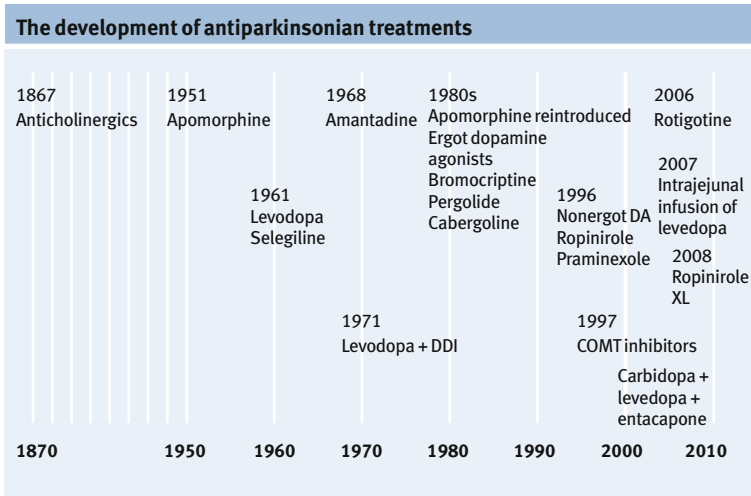 The development of antiparkinsonian treatments
1867
Anticholinergics
1951
Apomorphine
1961
Levodopa
Selegiline
1968
Amantadine
1971
Levodopa + DDI
1980s
Apomorphine reintroduced
Ergot dopamine
agonists
Bromocriptine
Pergolide
Cabergoline
1996
Nonergot DA
Ropinirole
Praminexole
1997
COMT inhibitors
Carbidopa +
levedopa +
entacapone
2006
Rotigotine
2007
Intrajejunal
infusion of
levedopa
2008
Ropinirole
XL
1870
1950
1960
1970
1980
1990
2000
2010